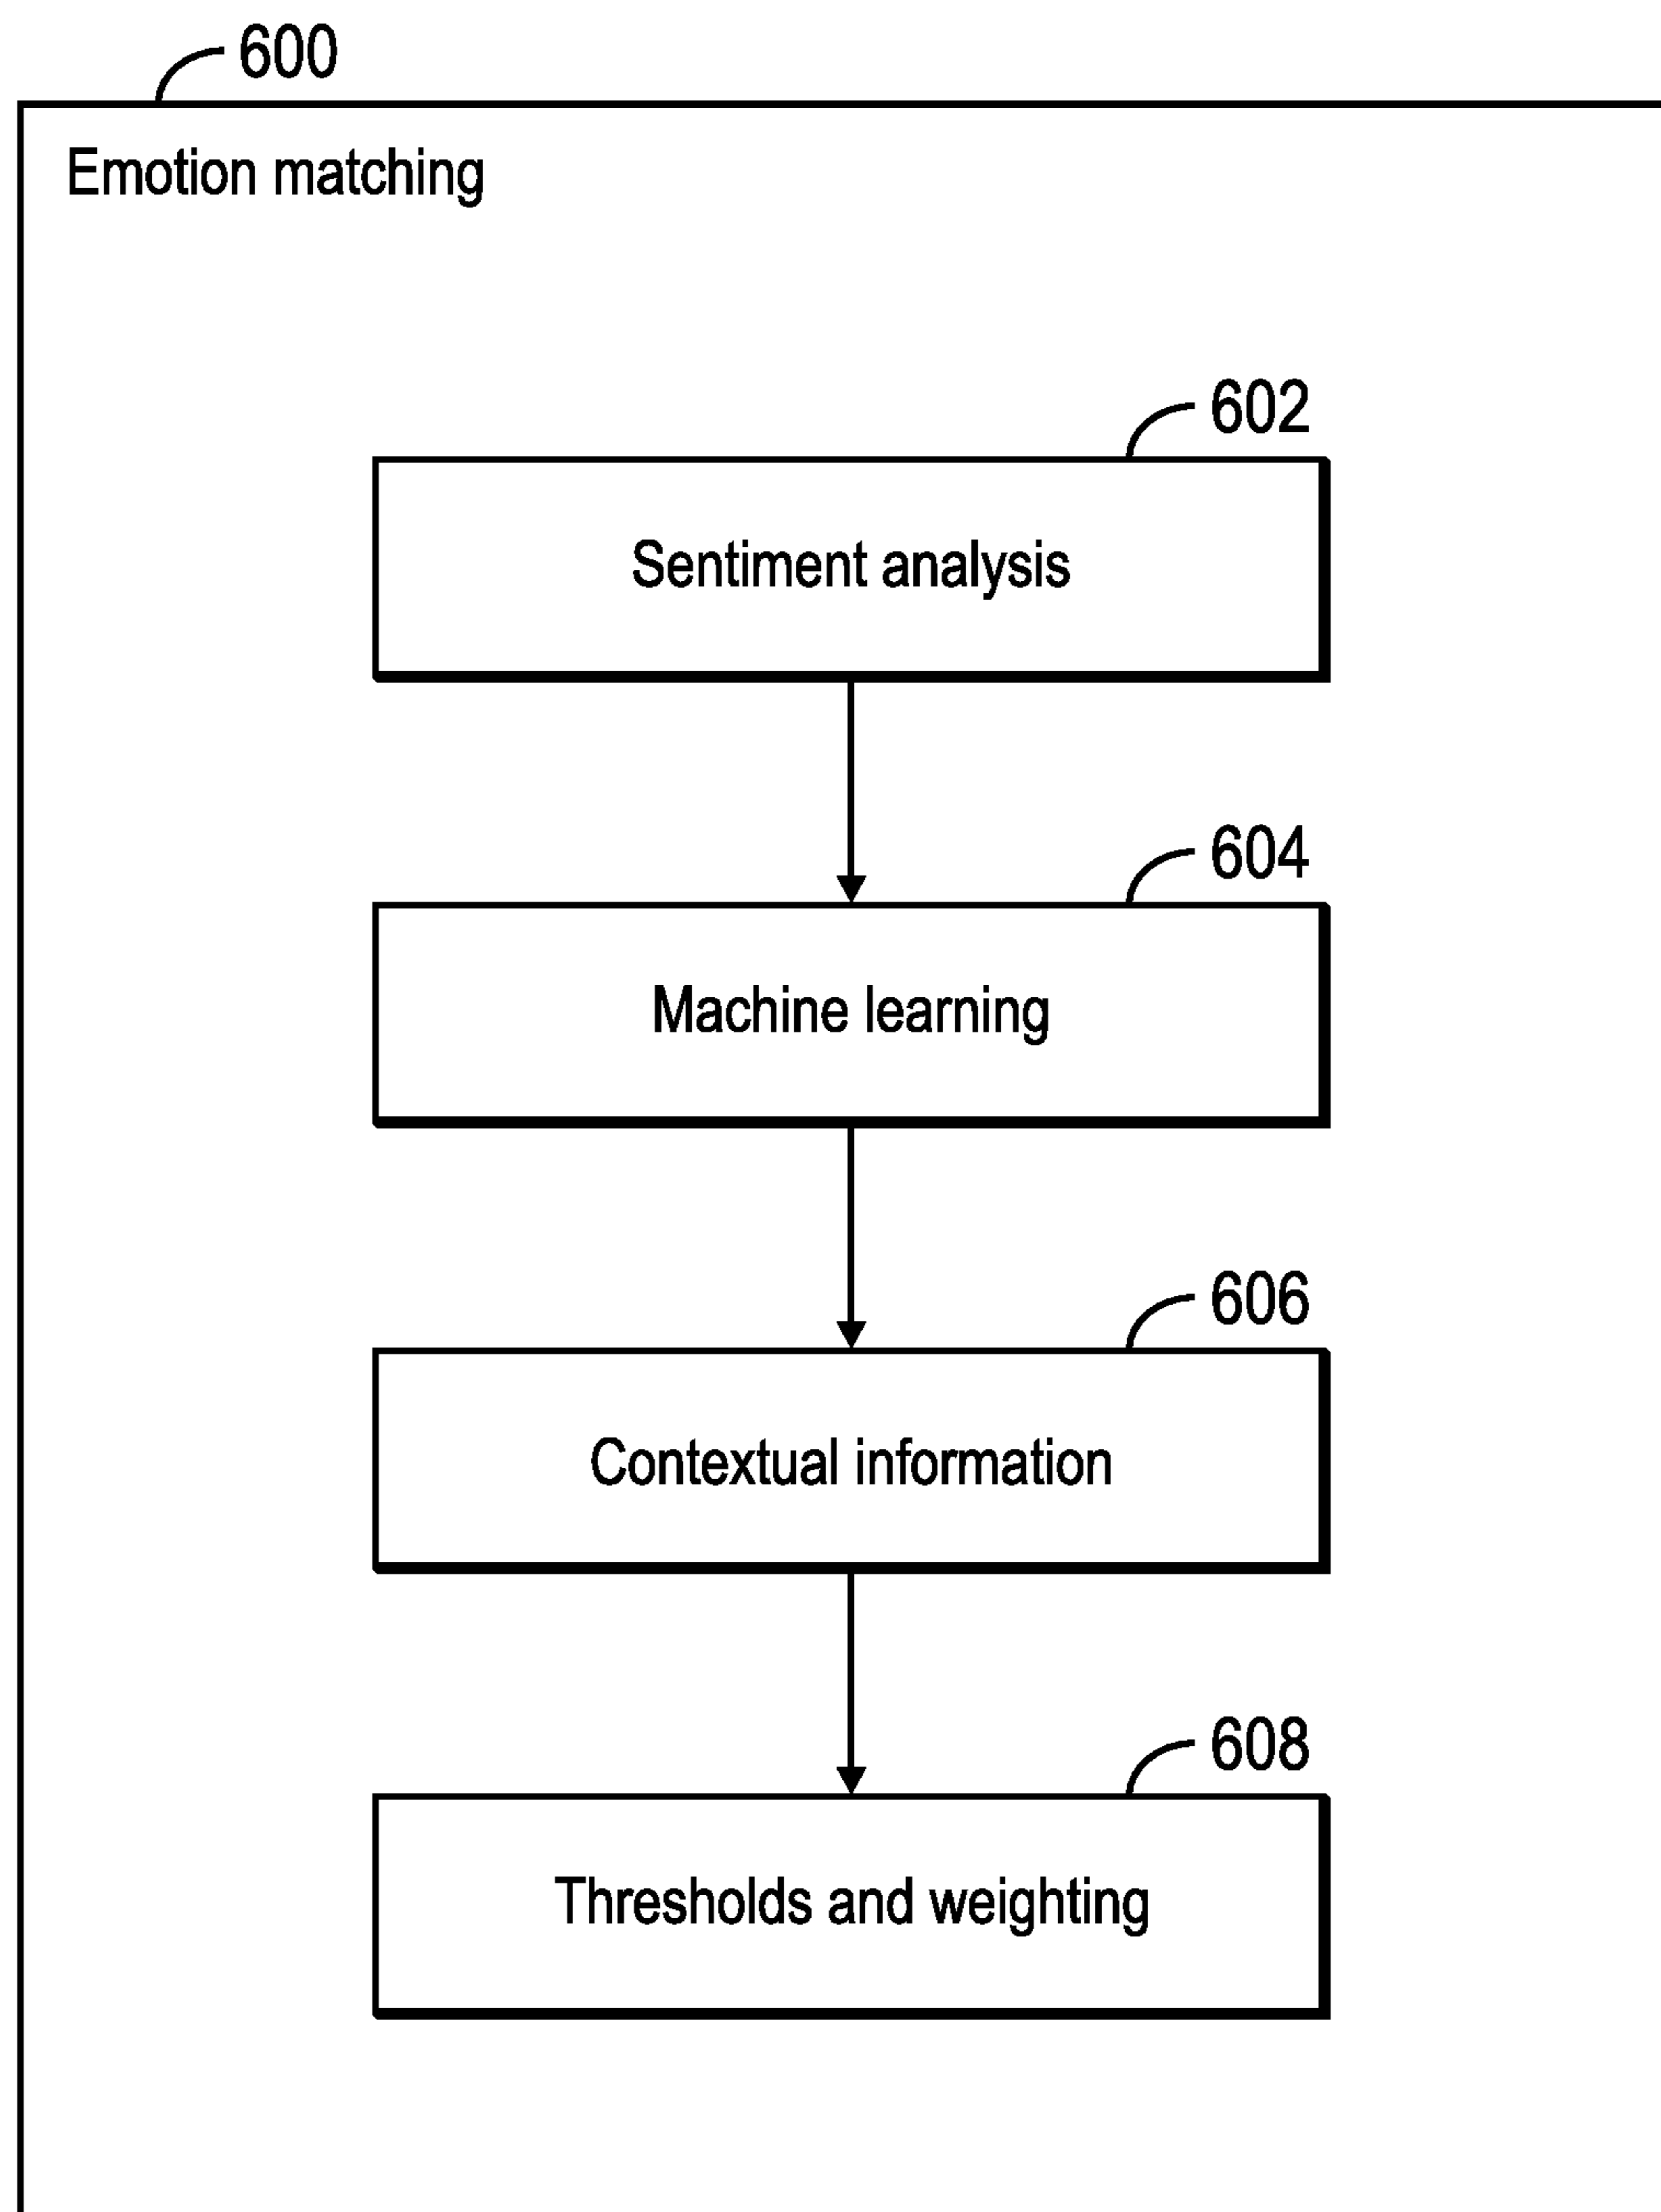 600
Emotion matching
602
Sentiment analysis
604
Machine learning
606
Contextual information
608
Thresholds and weighting